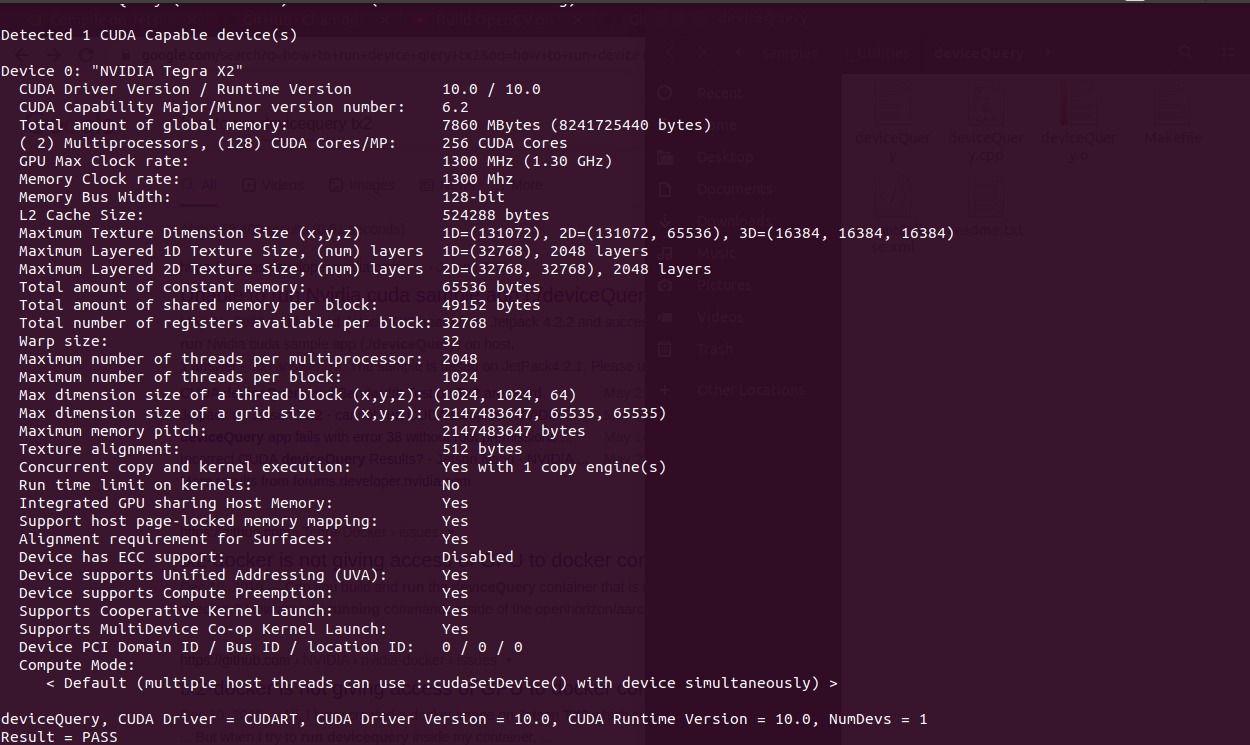 Detected 1 CUDA Capable device(s)
Device 0: "NVIDIA Tegra X2"
CUDA Driver Version / Runtime Version 10.0 / 10.0
CUDA Capability Major/Minor version number: 6.2
Total amount of global memory: 7860 MBytes (8241725440 bytes)
( 2) Multiprocessors, (128) CUDA Cores/MP: 256 CUDA Cores
GPU Max Clock rate: 1300 MHz (1.30 GHz)
Memory Clock rate: 1300 Mhz
Memory Bus Width: 128-bit
L2 Cache Size: 524288 bytes
Maximum Texture Dimension Size (x,y,z) 1D=(131072), 2D=(131072, 65536), 3D=(16384, 16384, 16384)
Maximum Layered 1D Texture Size, (num) layers 1D=(32768), 2048 layers
Maximum Layered 2D Texture Size, (num) layers 2D=(32768, 32768), 2048 layers
Total amount of constant memory: 65536 bytes
Total amount of shared memory per block: 49152 bytes
Total number of registers available per block: 32768
Warp size: 32
Maximum number of threads per multiprocessor: 2048
Maximum number of threads per block: 1024
Max dimension size of a thread block (x,y,z): (1024, 1024, 64)
Max dimension size of a grid size (x,y,z): (2147483647, 65535, 65535)
Maximum memory pitch: 2147483647 bytes
Texture alignment: 512 bytes
Concurrent copy and kernel execution: Yes with 1 copy engine(s)
Run time limit on kernels: No
Integrated GPU sharing Host Memory: Yes
Support host page-locked memory mapping: Yes
Alignment requirement for Surfaces: Yes
Device has ECC support: Disabled
Device supports Unified Addressing (UVA): Yes
Device supports Compute Preemption: Yes
Supports Cooperative Kernel Launch: Yes
Supports MultiDevice Co-op Kernel Launch: Yes
Device PCI Domain ID / Bus ID / location ID: 0 / 0 / 0
Compute Mode:
< Default (multiple host threads can use ::cudaSetDevice() with device simultaneously) >
deviceQuery, CUDA Driver = CUDART, CUDA Driver Version = 10.0, CUDA Runtime Version = 10.0, NumDevs = 1
Result = PASS
deviceQuery
Recent
Desktop
Documents
Downloads
Music
Pictures
Videos
Trash
Other Locations
Makefile